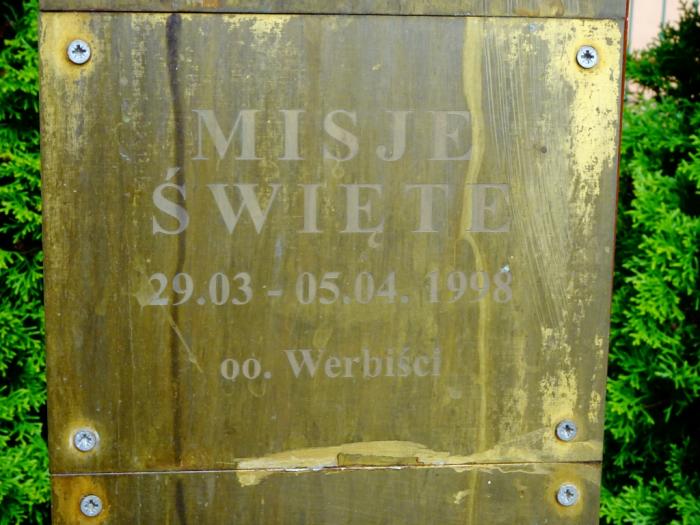 MISJE
ŚWIĘTE
29.03 - 05.04. 1998
oo. Werbiści